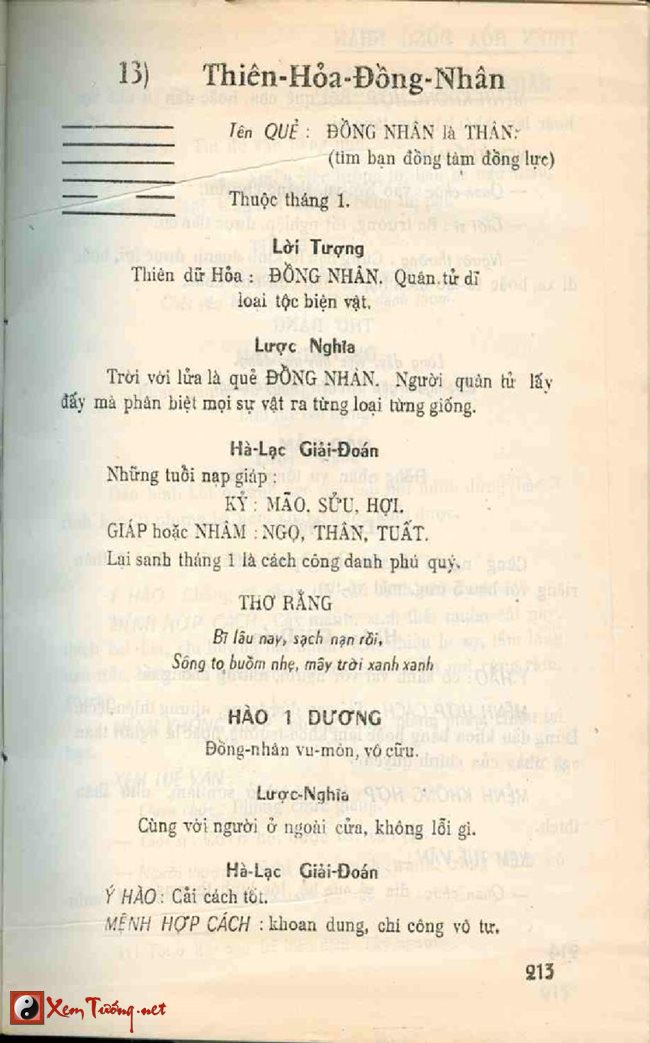 13) Thiên-Hỏa-Đồng-Nhân
Tên QUẺ : ĐỒNG NHÂN là THÂN.
(tìm bạn đồng tâm đồng lực)
Thuộc tháng 1.
Lời Tượng
Thiên dữ Hỏa : ĐỒNG NHÂN. Quân tử dĩ
loại tộc biện vật.
Lược Nghĩa
Trời với lửa là quẻ ĐỒNG NHÂN. Người quân tử lấy
đấy mà phân biệt mọi sự vật ra từng loại từng giống.
Hà-Lạc Giải-Đoán
Những tuổi nạp giáp :
KỶ : MÃO, SỬU, HỢI.
GIÁP hoặc NHÂM : NGỌ, THÂN, TUẤT.
Lại sanh tháng 1 là cách công danh phú quý.
THƠ RẰNG
Bĩ lâu nay, sạch nạn rồi,
Sông to buồm nhẹ, mây trời xanh xanh
HÀO 1 DƯƠNG
Đồng-nhân vu-môn, vô cữu.
Lược-Nghĩa
Cùng với người ở ngoài cửa, không lỗi gì.
Hà-Lạc Giải-Đoán
Ý HÀO : Cải cách tốt.
MỆNH HỢP CÁCH : khoan dung, chí công vô tư.
213
XemTướng.net